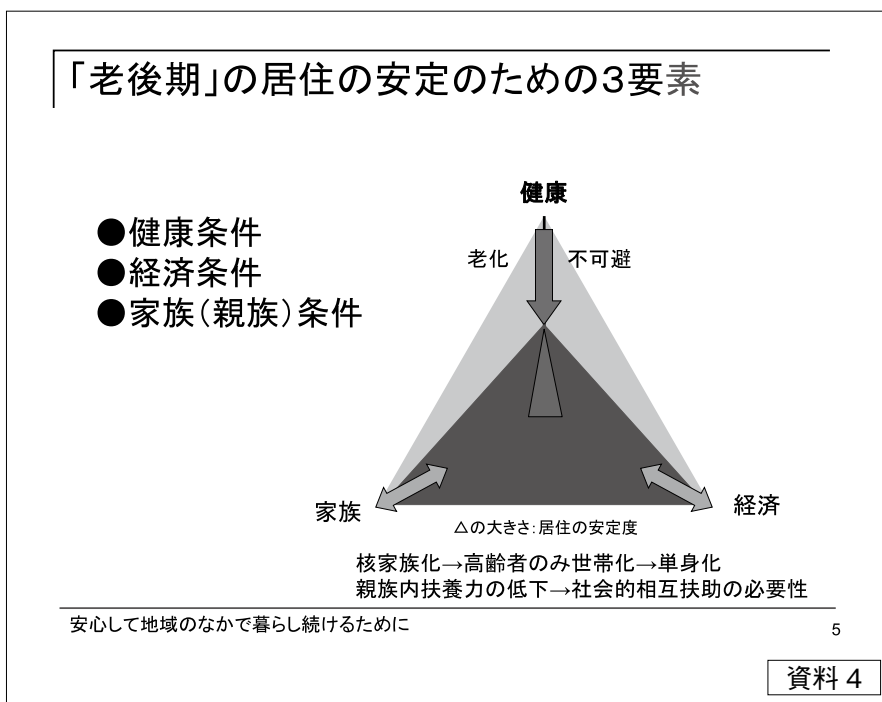 「老後期」の居住の安定のための3要素
●健康条件
●経済条件
●家族(親族)条件
健康
老化
不可避
家族
経済
△の大きさ:居住の安定度
核家族化→高齢者のみ世帯化→単身化
親族内扶養力の低下→社会的相互扶助の必要性
安心して地域のなかで暮らし続けるために
5
資料4